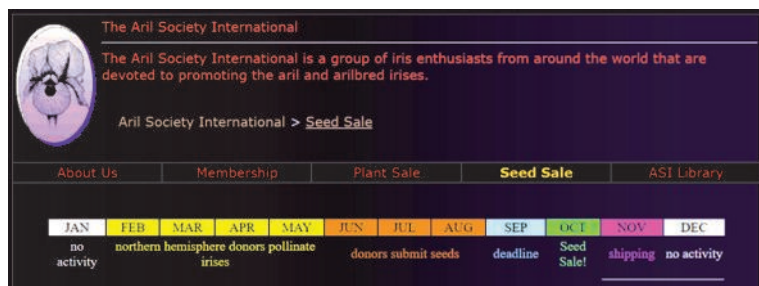 The Aril Society International
The Aril Society International is a group of iris enthusiasts from around the world that are
devoted to promoting the aril and arilbred irises.
Aril Society International > Seed Sale
About Us Membership Plant Sale Seed Sale ASI Library
JAN FEB MAR APR MAY JUN JUL AUG SEP OCT NOV DEC
no activity
northern hemisphere donors pollinate
irises
donors submit seeds
deadline
Seed
Sale!
shipping
no activity